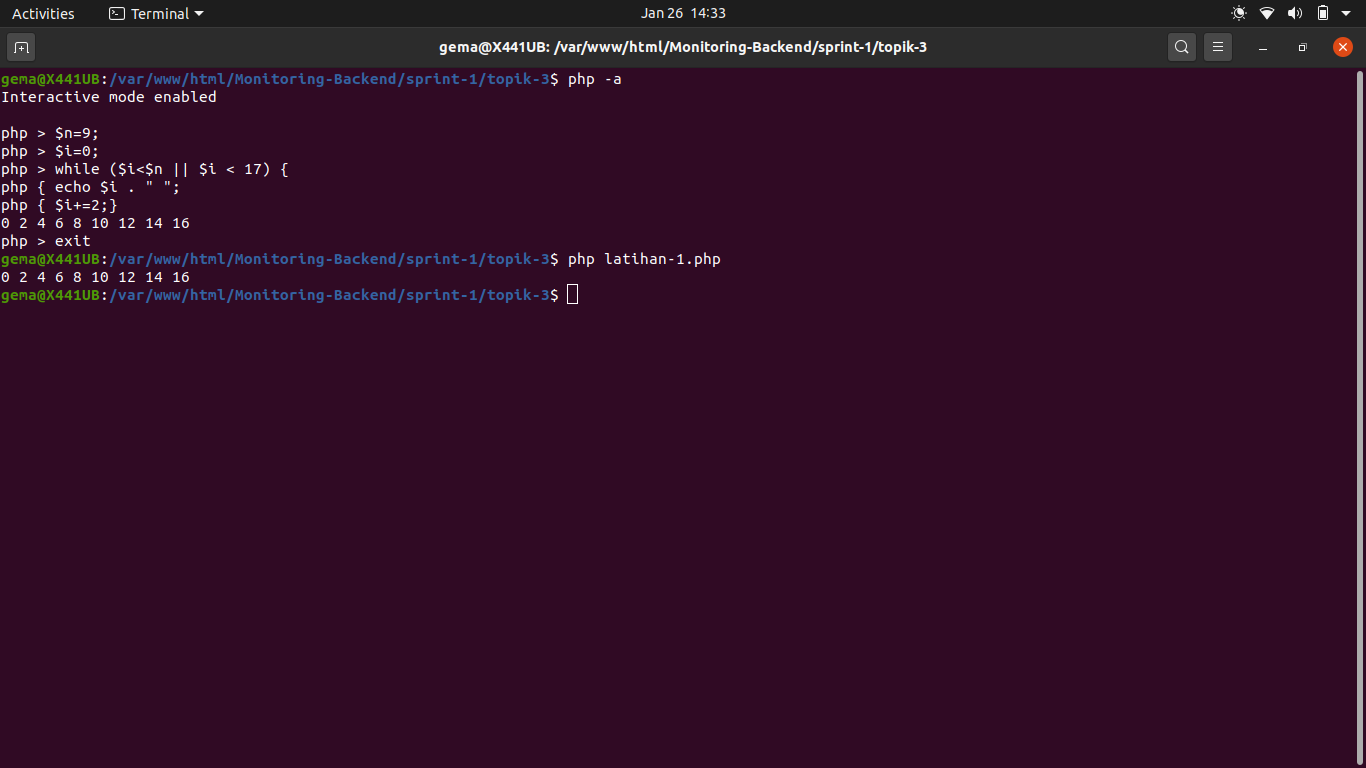 Activities Terminal Jan 26 14:33
gema@X441UB: /var/www/html/Monitoring-Backend/sprint-1/topik-3
gema@X441UB:/var/www/html/Monitoring-Backend/sprint-1/topik-3$ php -a
Interactive mode enabled
php > $n=9;
php > $i=0;
php > while ($i<$n || $i < 17) {
php { echo $i . " ";
php { $i+=2;}
0 2 4 6 8 10 12 14 16
php > exit
gema@X441UB:/var/www/html/Monitoring-Backend/sprint-1/topik-3$ php latihan-1.php
0 2 4 6 8 10 12 14 16
gema@X441UB:/var/www/html/Monitoring-Backend/sprint-1/topik-3$